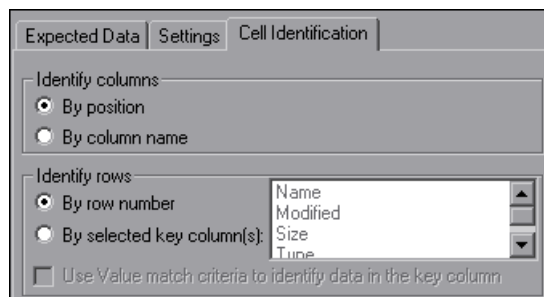 Expected Data Settings Cell Identification
Identify columns
By position
By column name
Identify rows
By row number
By selected key column(s):
Name
Modified
Size
Type
Use Value match criteria to identify data in the key column